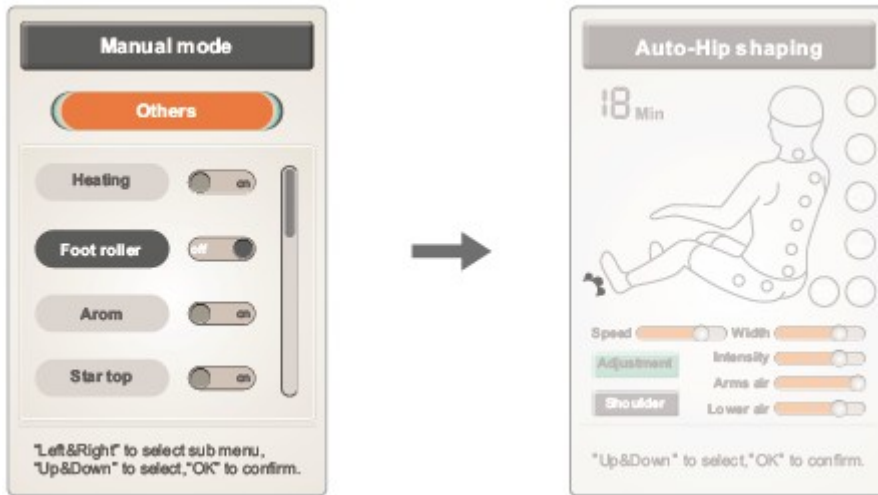 Manual mode
Others
Heating on
Foot roller off
Arom on
Star top on
"Left&Right" to select sub menu,
"Up&Down" to select,"OK" to confirm.
Auto-Hip shaping
18 Min
Speed Width
Adjustment Intensity
Arms air
Shoulder Lower air
"Up&Down" to select,"OK" to confirm.